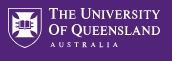 THE UNIVERSITY
OF QUEENSLAND
AUSTRALIA